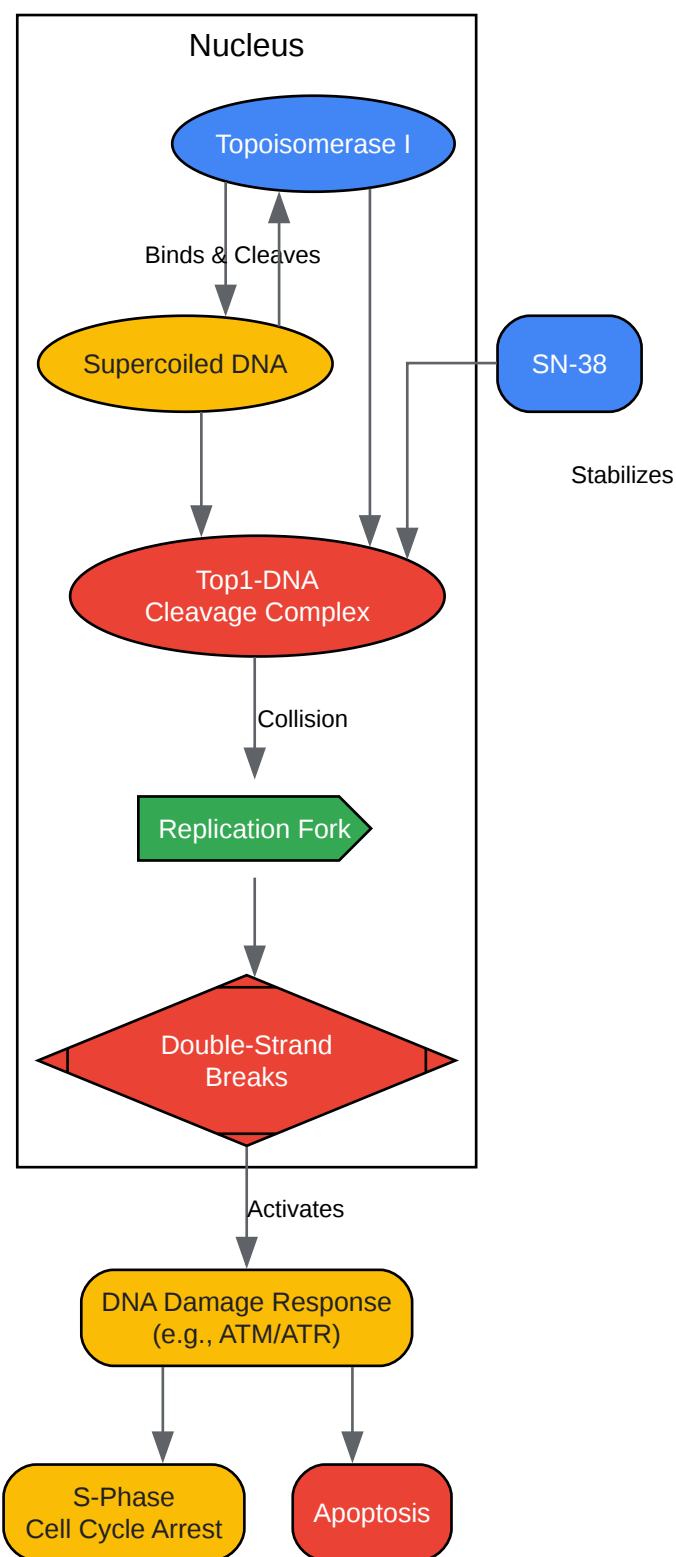 Nucleus
Topoisomerase I
Binds & Cleaves
Supercoiled DNA
SN-38
Stabilizes
Top1-DNA
Cleavage Complex
Collision
Replication Fork
Double-Strand
Breaks
Activates
DNA Damage Response
(e.g., ATM/ATR)
S-Phase
Cell Cycle Arrest
Apoptosis